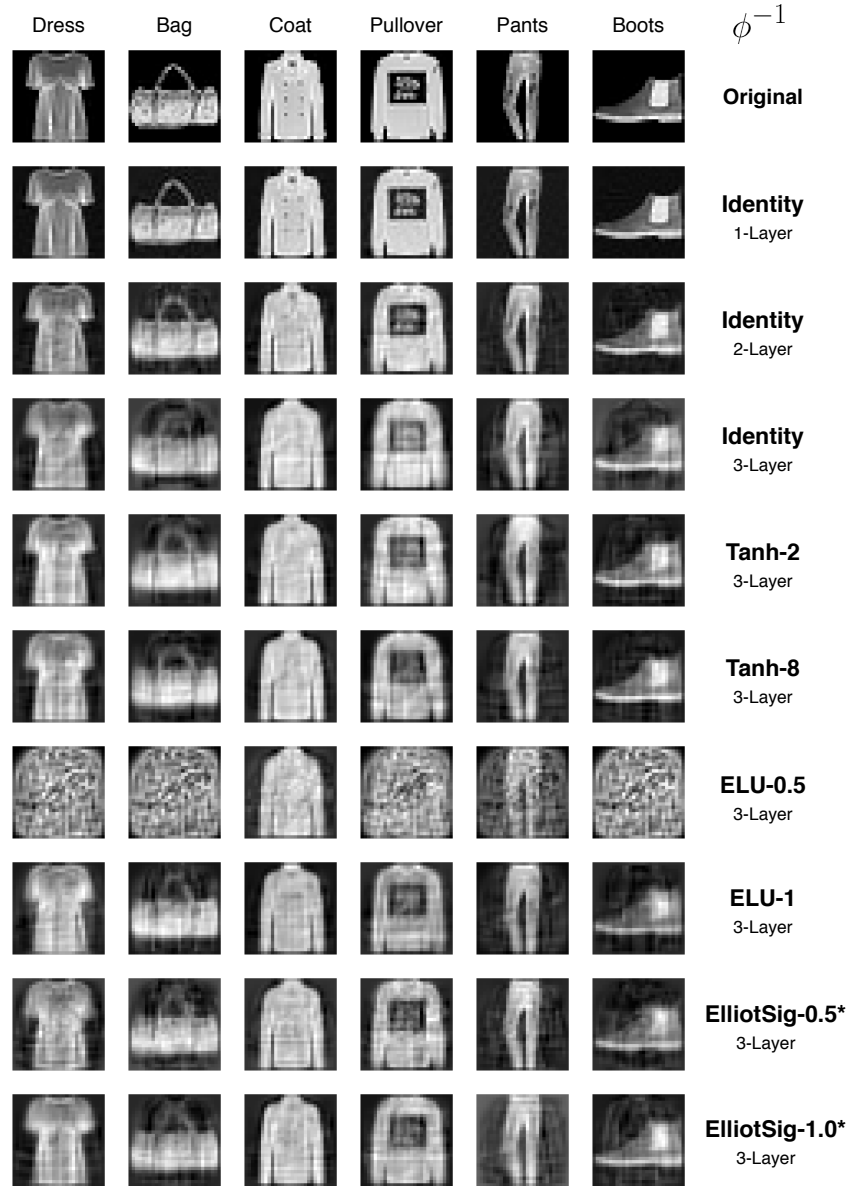 Dress Bag Coat Pullover Pants Boots ϕ⁻¹
Original
Identity
1-Layer
Identity
2-Layer
Identity
3-Layer
Tanh-2
3-Layer
Tanh-8
3-Layer
ELU-0.5
3-Layer
ELU-1
3-Layer
ElliotSig-0.5*
3-Layer
ElliotSig-1.0*
3-Layer